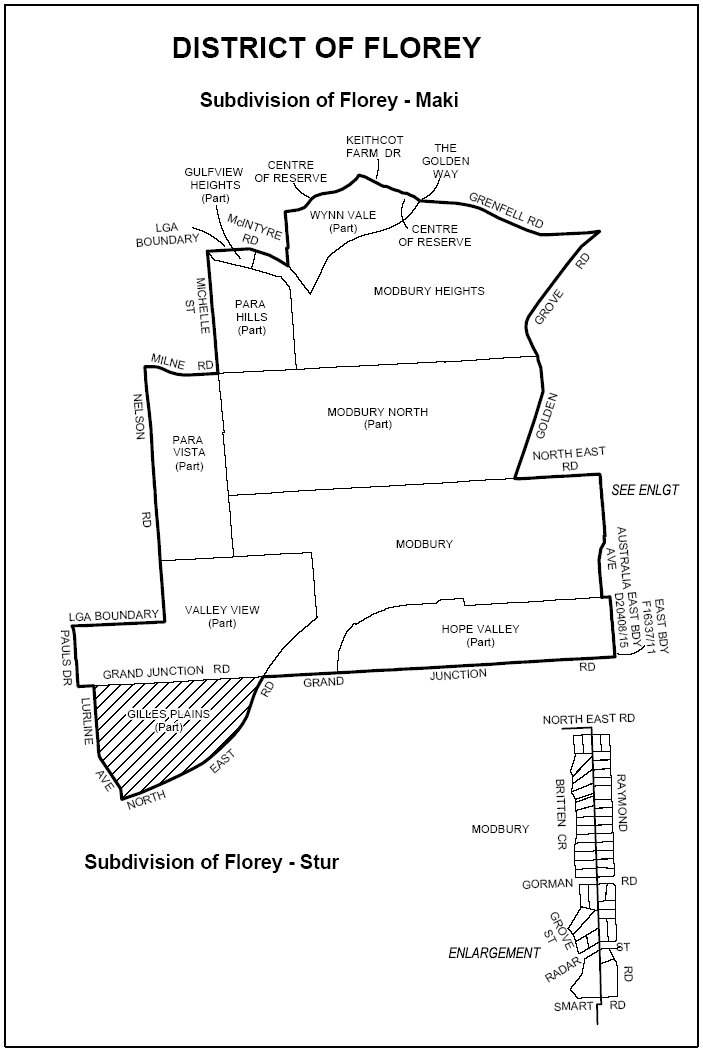 DISTRICT OF FLOREY
Subdivision of Florey - Maki
KEITHCOT
FARM DR
THE
GOLDEN
WAY
CENTRE
OF RESERVE
GULFVIEW
HEIGHTS
(Part)
GRENFELL RD
McINTYRE
RD
WYNN VALE
(Part)
CENTRE
OF RESERVE
LGA
BOUNDARY
MICHELLE
ST
PARA
HILLS
(Part)
MODBURY HEIGHTS
GROVE RD
MILNE RD
NELSON
RD
MODBURY NORTH
(Part)
GOLDEN
PARA
VISTA
(Part)
NORTH EAST
RD
SEE ENLGT
MODBURY
AUSTRALIA
AVE
EAST BDY
D20408/15
EAST BDY
F16337/11
LGA BOUNDARY
VALLEY VIEW
(Part)
HOPE VALLEY
(Part)
PAULS DR
GRAND JUNCTION RD
GRAND JUNCTION RD
LURLINE
AVE
GILLES PLAINS
(Part)
NORTH EAST RD
Subdivision of Florey - Stur
NORTH EAST RD
BRITTEN CR
RAYMOND
RD
MODBURY
GORMAN RD
GROVE
ST
ENLARGEMENT
RADAR ST
SMART RD